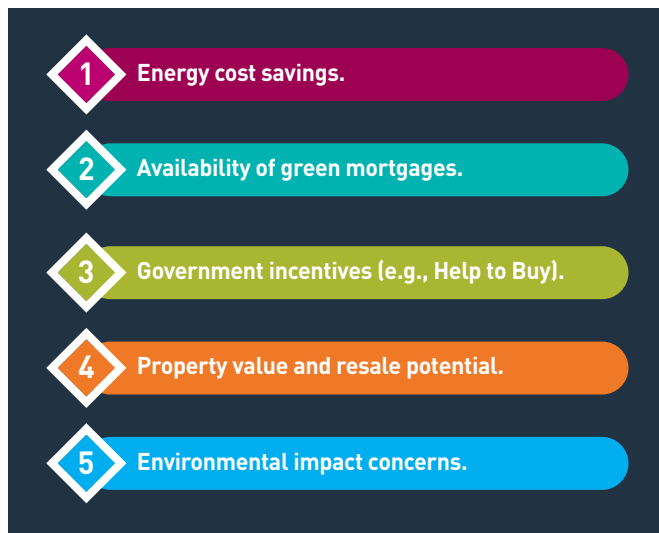 1 Energy cost savings.
2 Availability of green mortgages.
3 Government incentives (e.g., Help to Buy).
4 Property value and resale potential.
5 Environmental impact concerns.